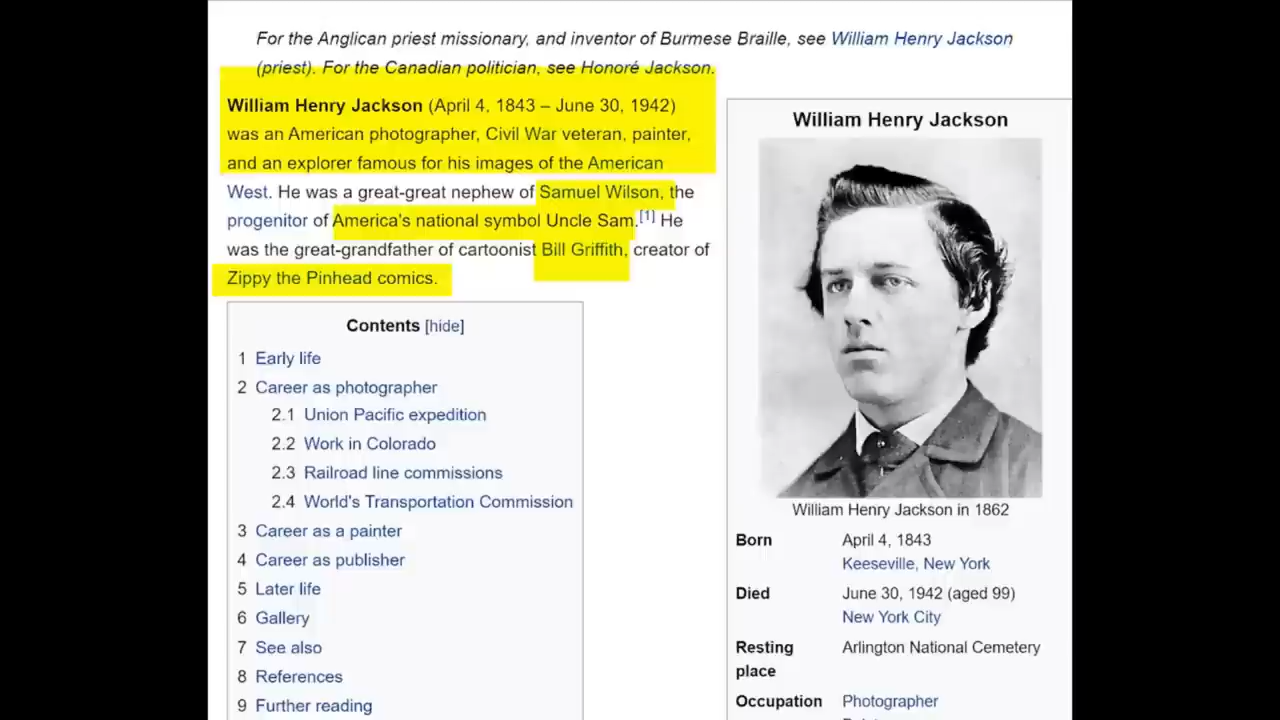 For the Anglican priest missionary, and inventor of Burmese Braille, see William Henry Jackson
(priest). For the Canadian politician, see Honoré Jackson.
William Henry Jackson (April 4, 1843 – June 30, 1942)
was an American photographer, Civil War veteran, painter,
and an explorer famous for his images of the American
West. He was a great-great nephew of Samuel Wilson, the
progenitor of America's national symbol Uncle Sam.[1] He
was the great-grandfather of cartoonist Bill Griffith, creator of
Zippy the Pinhead comics.
Contents [hide]
1 Early life
2 Career as photographer
2.1 Union Pacific expedition
2.2 Work in Colorado
2.3 Railroad line commissions
2.4 World's Transportation Commission
3 Career as a painter
4 Career as publisher
5 Later life
6 Gallery
7 See also
8 References
9 Further reading
William Henry Jackson
William Henry Jackson in 1862
Born April 4, 1843
Keeseville, New York
Died June 30, 1942 (aged 99)
New York City
Resting Arlington National Cemetery
place
Occupation Photographer